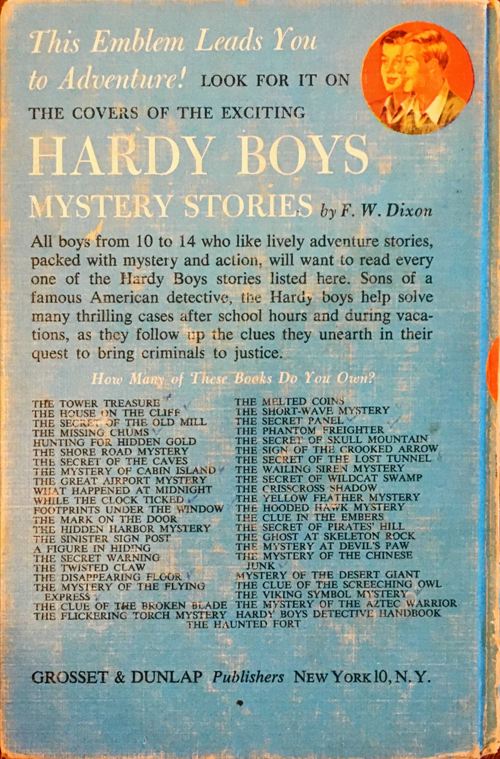 This Emblem Leads You
to Adventure! LOOK FOR IT ON
THE COVERS OF THE EXCITING
HARDY BOYS
MYSTERY STORIES by F. W. Dixon
All boys from 10 to 14 who like lively adventure stories,
packed with mystery and action, will want to read every
one of the Hardy Boys stories listed here. Sons of a
famous American detective, the Hardy boys help solve
many thrilling cases after school hours and during vaca-
tions, as they follow up the clues they unearth in their
quest to bring criminals to justice.
How Many of These Books Do You Own?
THE TOWER TREASURE
THE HOUSE ON THE CLIFF
THE SECRET OF THE OLD MILL
THE MISSING CHUMS
HUNTING FOR HIDDEN GOLD
THE SHORE ROAD MYSTERY
THE SECRET OF THE CAVES
THE MYSTERY OF CABIN ISLAND
THE GREAT AIRPORT MYSTERY
WHAT HAPPENED AT MIDNIGHT
WHILE THE CLOCK TICKED
FOOTPRINTS UNDER THE WINDOW
THE MARK ON THE DOOR
THE HIDDEN HARBOR MYSTERY
THE SINISTER SIGN POST
A FIGURE IN HIDING
THE SECRET WARNING
THE TWISTED CLAW
THE DISAPPEARING FLOOR
THE MYSTERY OF THE FLYING
EXPRESS
THE CLUE OF THE BROKEN BLADE
THE FLICKERING TORCH MYSTERY
THE MELTED COINS
THE SHORT-WAVE MYSTERY
THE SECRET PANEL
THE PHANTOM FREIGHTER
THE SECRET OF SKULL MOUNTAIN
THE SIGN OF THE CROOKED ARROW
THE SECRET OF THE LOST TUNNEL
THE WAILING SIREN MYSTERY
THE SECRET OF WILDCAT SWAMP
THE CRISSCROSS SHADOW
THE YELLOW FEATHER MYSTERY
THE HOODED HAWK MYSTERY
THE CLUE IN THE EMBERS
THE SECRET OF PIRATES' HILL
THE GHOST AT SKELETON ROCK
THE MYSTERY AT DEVIL'S PAW
THE MYSTERY OF THE CHINESE
JUNK
MYSTERY OF THE DESERT GIANT
THE CLUE OF THE SCREECHING OWL
THE VIKING SYMBOL MYSTERY
THE MYSTERY OF THE AZTEC WARRIOR
HARDY BOYS DETECTIVE HANDBOOK
THE HAUNTED FORT
GROSSET & DUNLAP Publishers NEW YORK 10, N. Y.